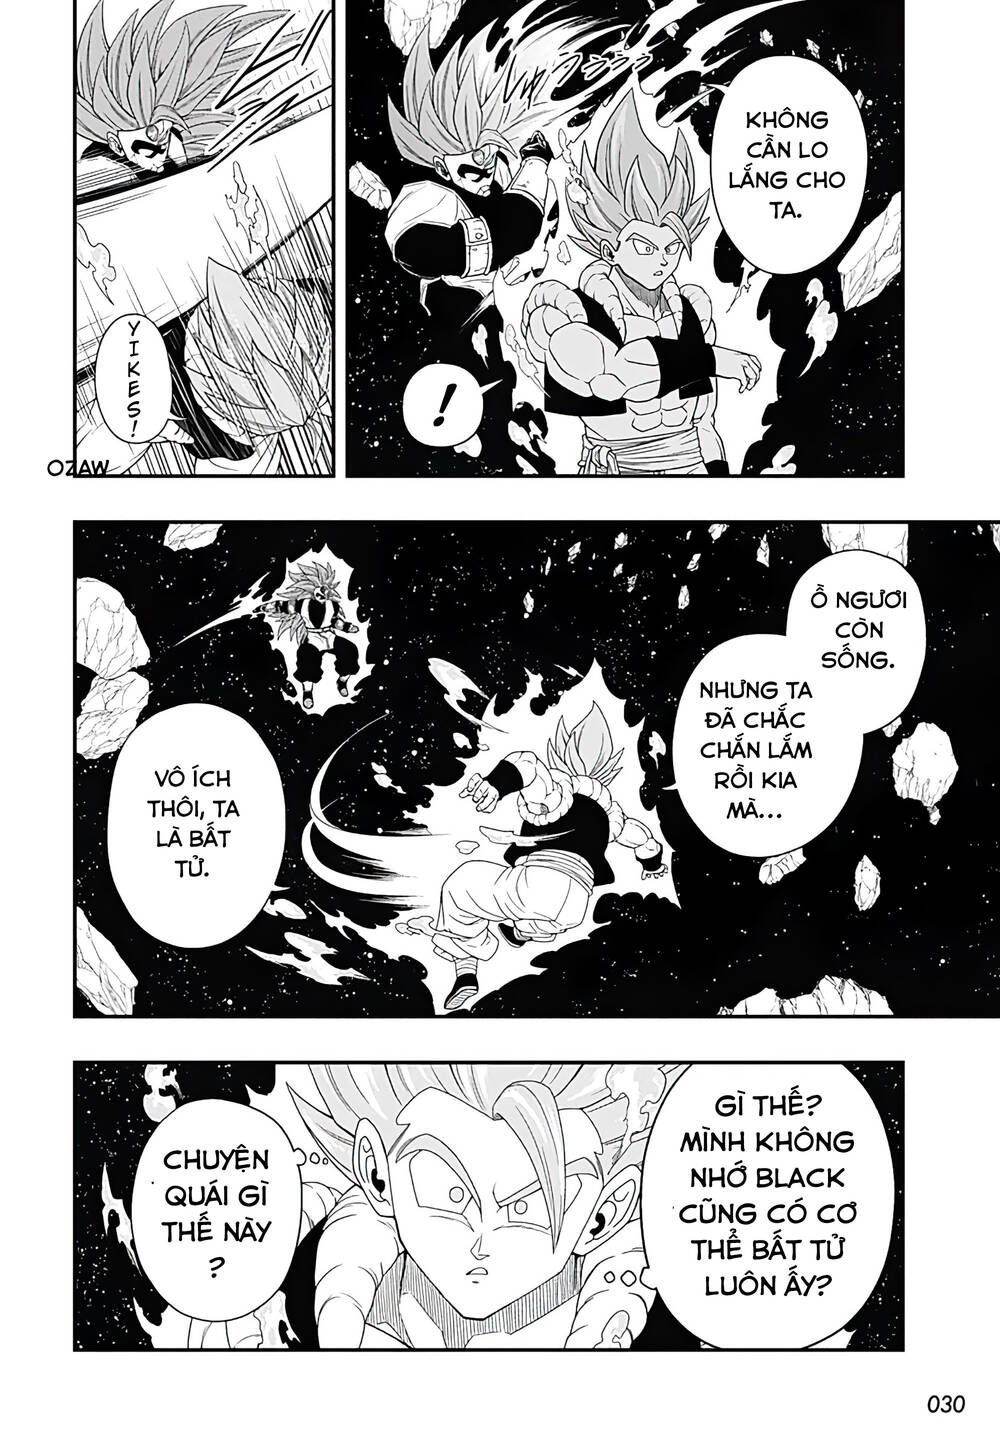 KHÔNG
CẦN LO
LẮNG CHO
TA.
!
YIKES!
OZAW
Ồ NGƯƠI
CÒN
SỐNG.
NHƯNG TA
ĐÃ CHẮC
CHẮN LẮM
RỒI KIA
MÀ...
VÔ ÍCH
THÔI, TA
LÀ BẤT
TỬ.
GÌ THẾ?
MÌNH KHÔNG
NHỚ BLACK
CŨNG CÓ CƠ
THỂ BẤT TỬ
LUÔN ẤY?
CHUYỆN
QUÁI GÌ
THẾ NÀY
?
030